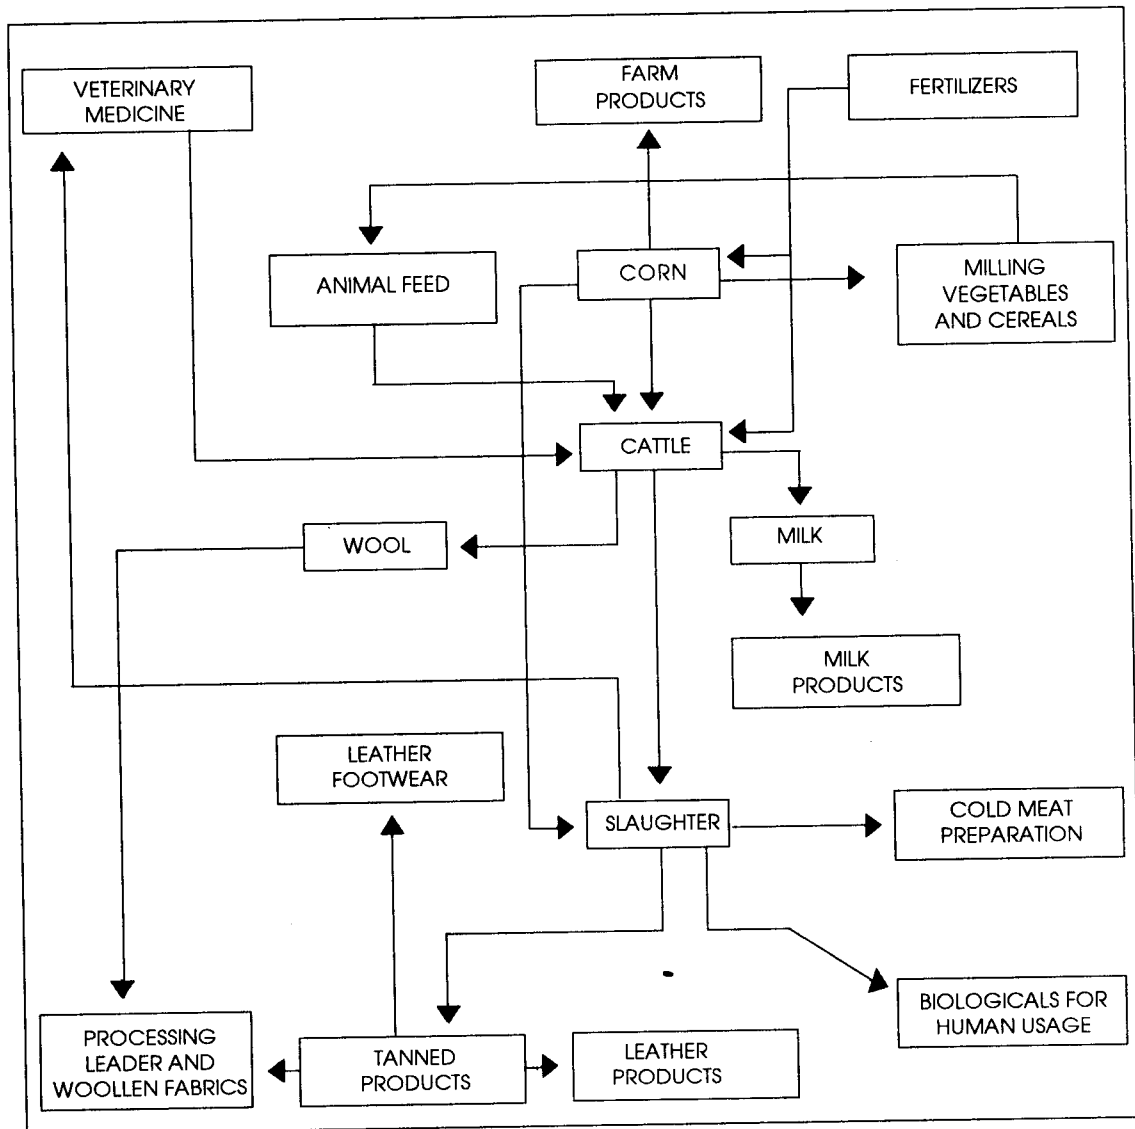 VETERINARY
MEDICINE
FARM
PRODUCTS
FERTILIZERS
ANIMAL FEED
CORN
MILLING
VEGETABLES
AND CEREALS
CATTLE
WOOL
MILK
MILK
PRODUCTS
LEATHER
FOOTWEAR
SLAUGHTER
COLD MEAT
PREPARATION
BIOLOGICALS FOR
HUMAN USAGE
PROCESSING
LEADER AND
WOOLLEN FABRICS
TANNED
PRODUCTS
LEATHER
PRODUCTS